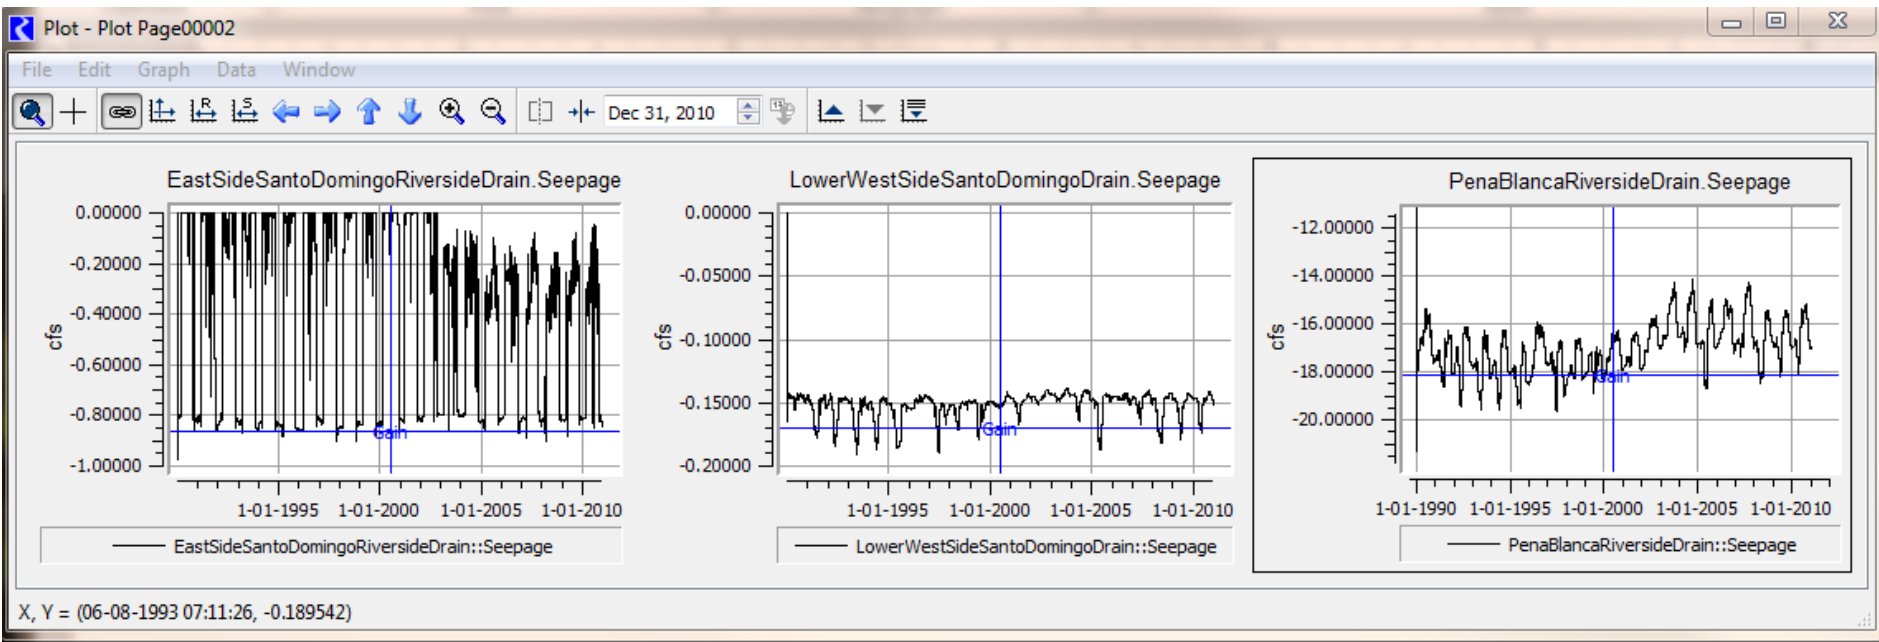 Plot - Plot Page00002
File Edit Graph Data Window
Dec 31, 2010
EastSideSantoDomingoRiversideDrain.Seepage
0.00000
-0.20000
-0.40000
-0.60000
-0.80000
-1.00000
cfs
Gain
1-01-1995 1-01-2000 1-01-2005 1-01-2010
EastSideSantoDomingoRiversideDrain::Seepage
LowerWestSideSantoDomingoDrain.Seepage
0.00000
-0.05000
-0.10000
-0.15000
-0.20000
cfs
Gain
1-01-1995 1-01-2000 1-01-2005 1-01-2010
LowerWestSideSantoDomingoDrain::Seepage
PenaBlancaRiversideDrain.Seepage
-12.00000
-14.00000
-16.00000
-18.00000
-20.00000
cfs
Gain
1-01-1990 1-01-1995 1-01-2000 1-01-2005 1-01-2010
PenaBlancaRiversideDrain::Seepage
X, Y = (06-08-1993 07:11:26, -0.189542)